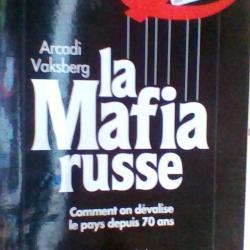 Arcadi
Vaksberg
la
Mafia
russe
Comment on dévalise
le pays depuis 70 ans